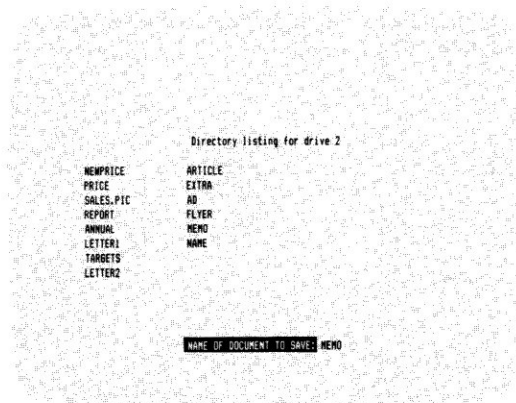 Directory listing for drive 2
NEWPRICE ARTICLE
PRICE EXTRA
SALES.PIC AD
REPORT FLYER
ANNUAL MEMO
LETTER1 NAME
TARGETS
LETTER2
NAME OF DOCUMENT TO SAVE: MEMO